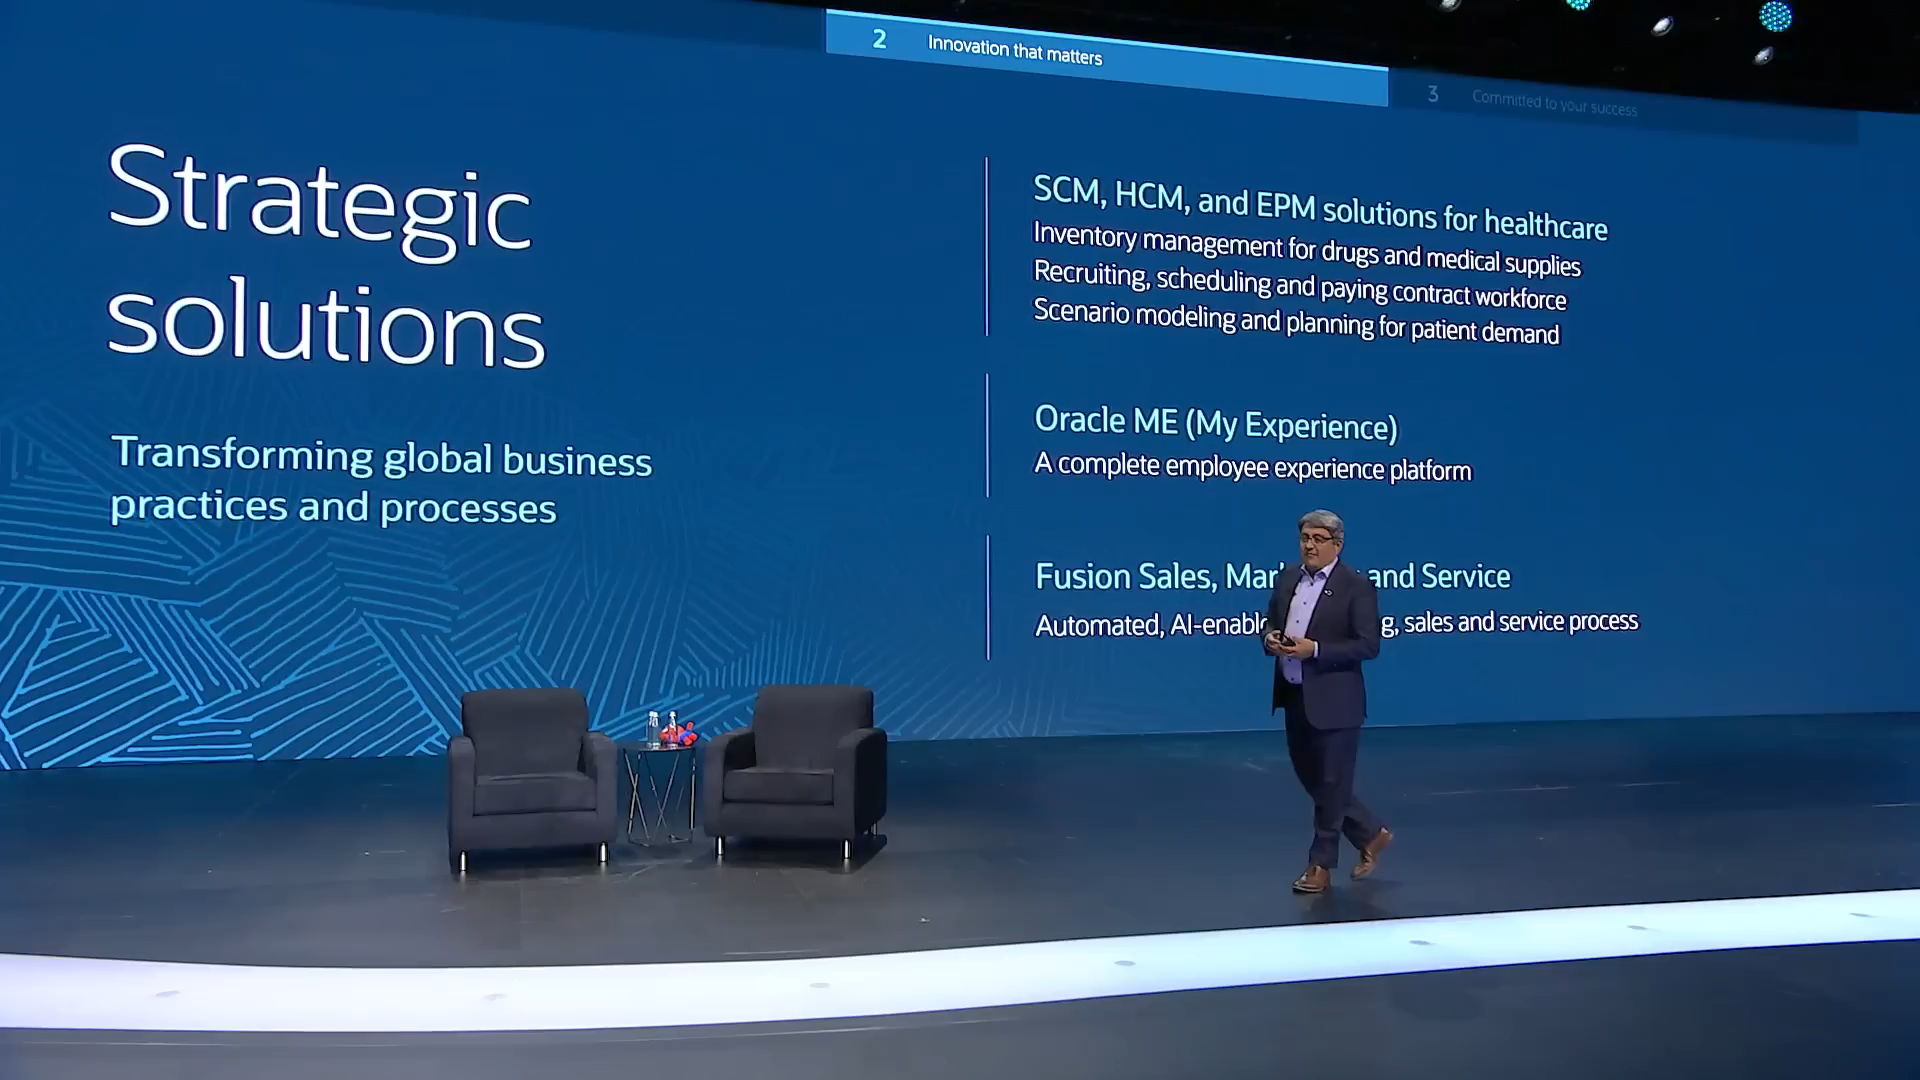 2 Innovation that matters
3 Committed to your success
Strategic
solutions
Transforming global business
practices and processes
SCM, HCM, and EPM solutions for healthcare
Inventory management for drugs and medical supplies
Recruiting, scheduling and paying contract workforce
Scenario modeling and planning for patient demand
Oracle ME (My Experience)
A complete employee experience platform
Fusion Sales, and Service
Automated, sales and service process